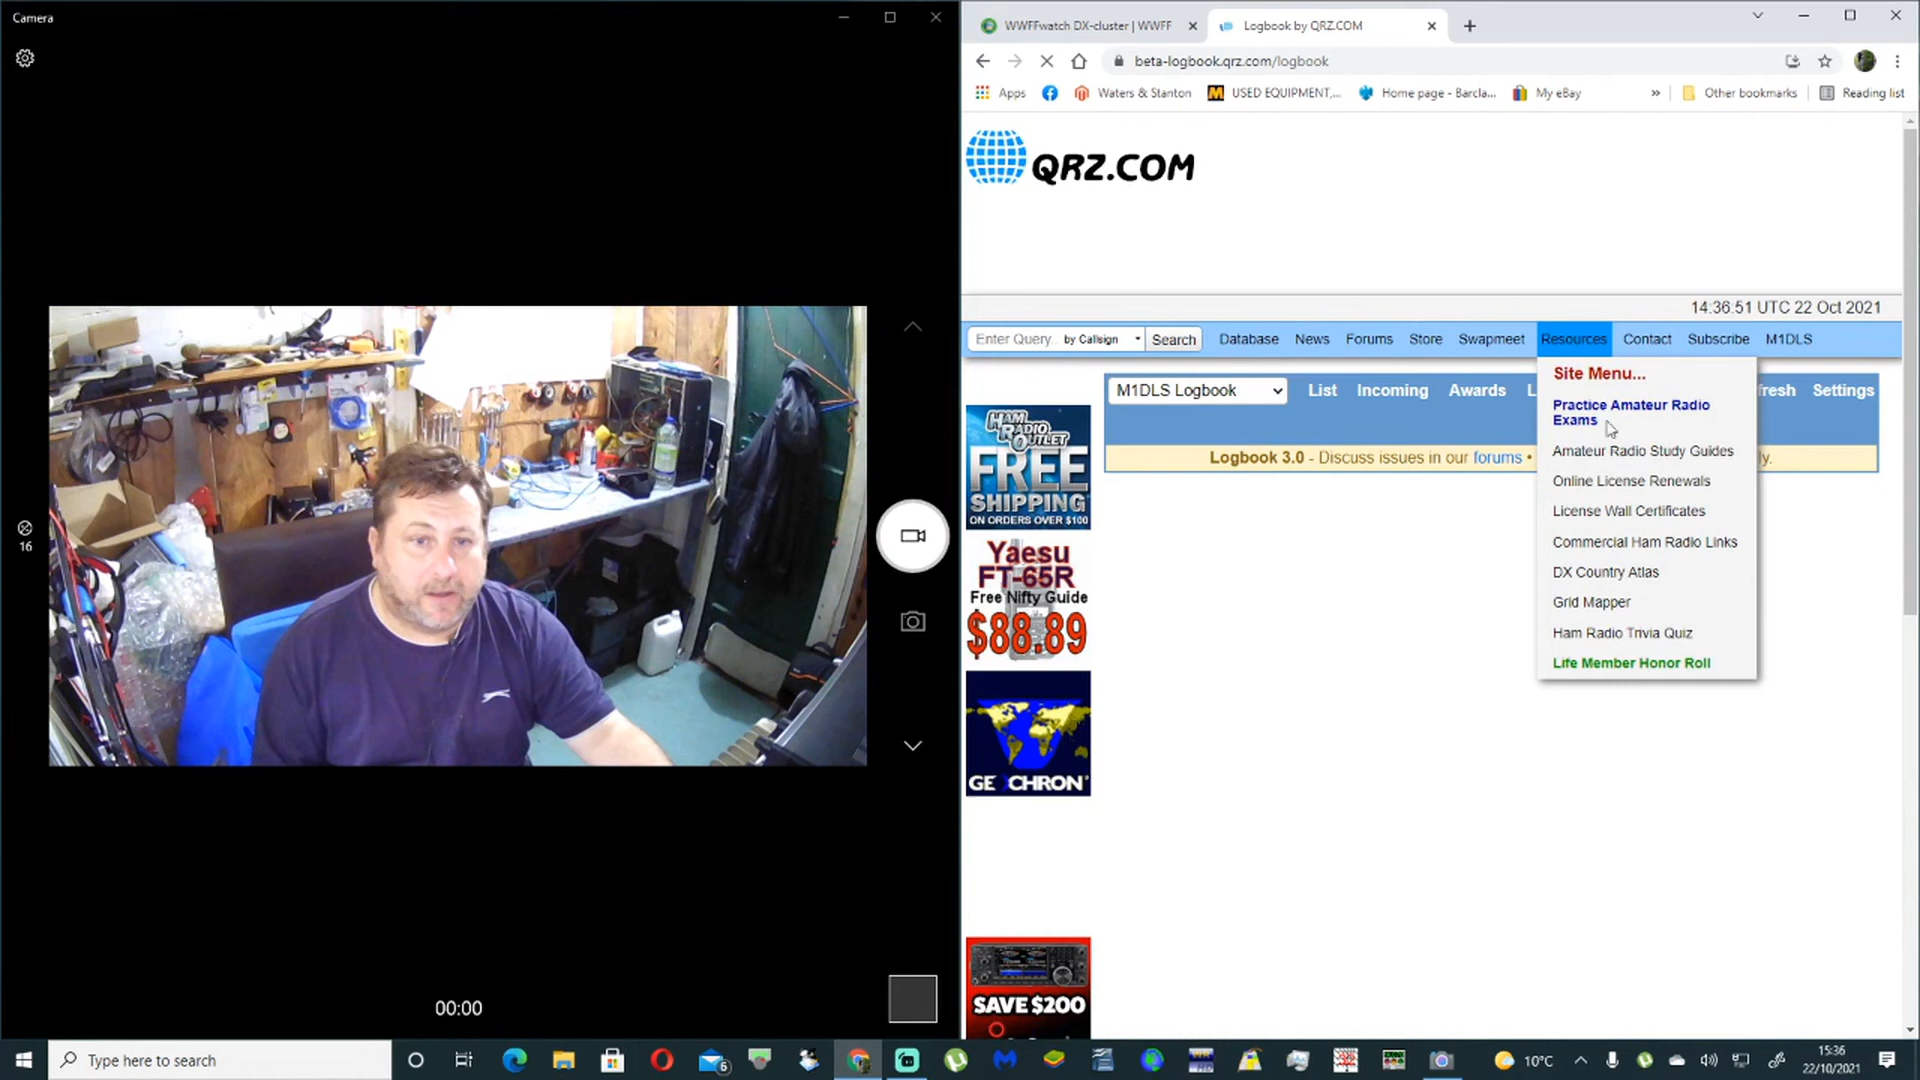 Camera
16
00:00
WWFFwatch DX-cluster | WWFF
Logbook by QRZ.COM
beta-logbook.qrz.com/logbook
Apps
Waters & Stanton
USED EQUIPMENT,...
Home page - Barcla...
My eBay
»
Other bookmarks
Reading list
QRZ.COM
14:36:51 UTC 22 Oct 2021
Enter Query.. by Callsign Search Database News Forums Store Swapmeet Resources Contact Subscribe M1DLS
M1DLS Logbook List Incoming Awards L fresh Settings
Logbook 3.0 - Discuss issues in our forums • ly.
Site Menu...
Practice Amateur Radio
Exams
Amateur Radio Study Guides
Online License Renewals
License Wall Certificates
Commercial Ham Radio Links
DX Country Atlas
Grid Mapper
Ham Radio Trivia Quiz
Life Member Honor Roll
HAM RADIO
OUTLET
FREE
SHIPPING
ON ORDERS OVER $100
Yaesu
FT-65R
Free Nifty Guide
$88.89
GE CHRON
SAVE $200
Type here to search
6
10°C
15:36
22/10/2021